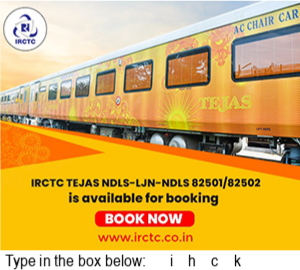 IRCTC
AC CHAIR CAR
TEJAS
IRCTC TEJAS NDLS-LJN-NDLS 82501/82502
is available for booking
BOOK NOW
www.irctc.co.in
Type in the box below: i h c k